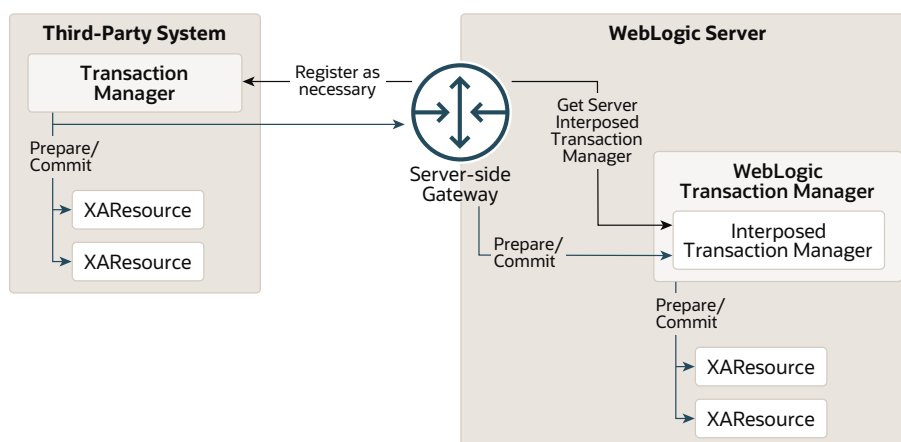 Third-Party System
Transaction
Manager
Prepare/
Commit
XAResource
XAResource
Register as
necessary
Server-side
Gateway
WebLogic Server
Get Server
Interposed
Transaction
Manager
Prepare/
Commit
WebLogic
Transaction Manager
Interposed
Transaction Manager
Prepare/
Commit
XAResource
XAResource